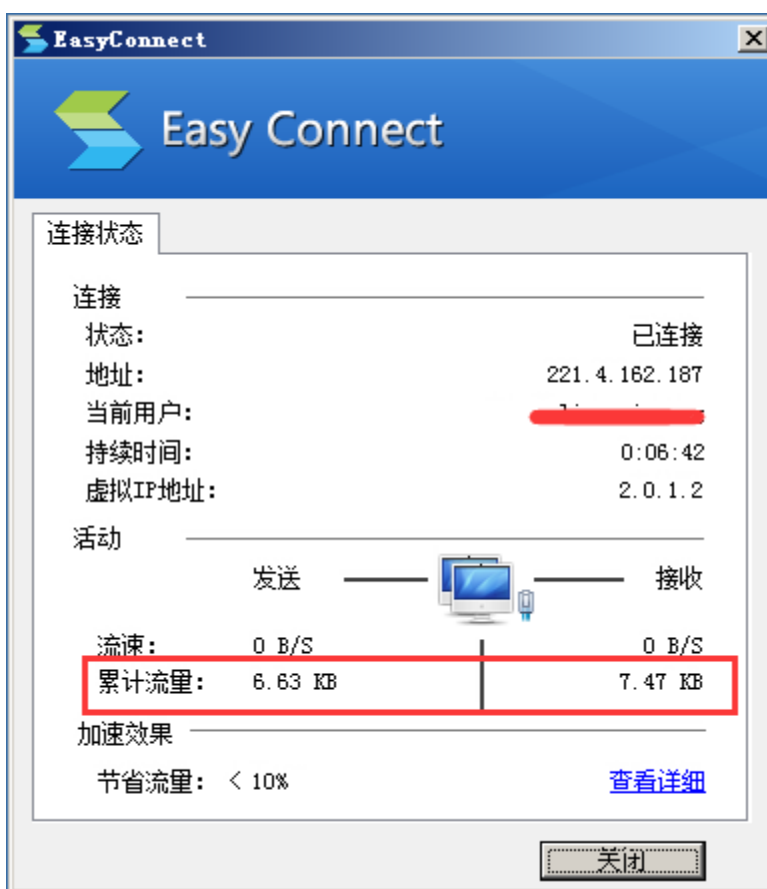 EasyConnect
Easy Connect
连接状态
连接
状态： 已连接
地址： 221.4.162.187
当前用户：
持续时间： 0:06:42
虚拟IP地址： 2.0.1.2
活动
发送 接收
流速： 0 B/S 0 B/S
累计流量： 6.63 KB 7.47 KB
加速效果
节省流量： < 10% 查看详细
关闭